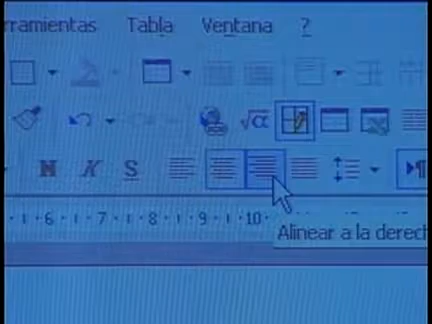 rramientas Tabla Ventana ?
√α
N K S ¶
· 1 · 6 · 1 · 7 · 1 · 8 · 1 · 9 · 1 · 10 ·
Alinear a la derech